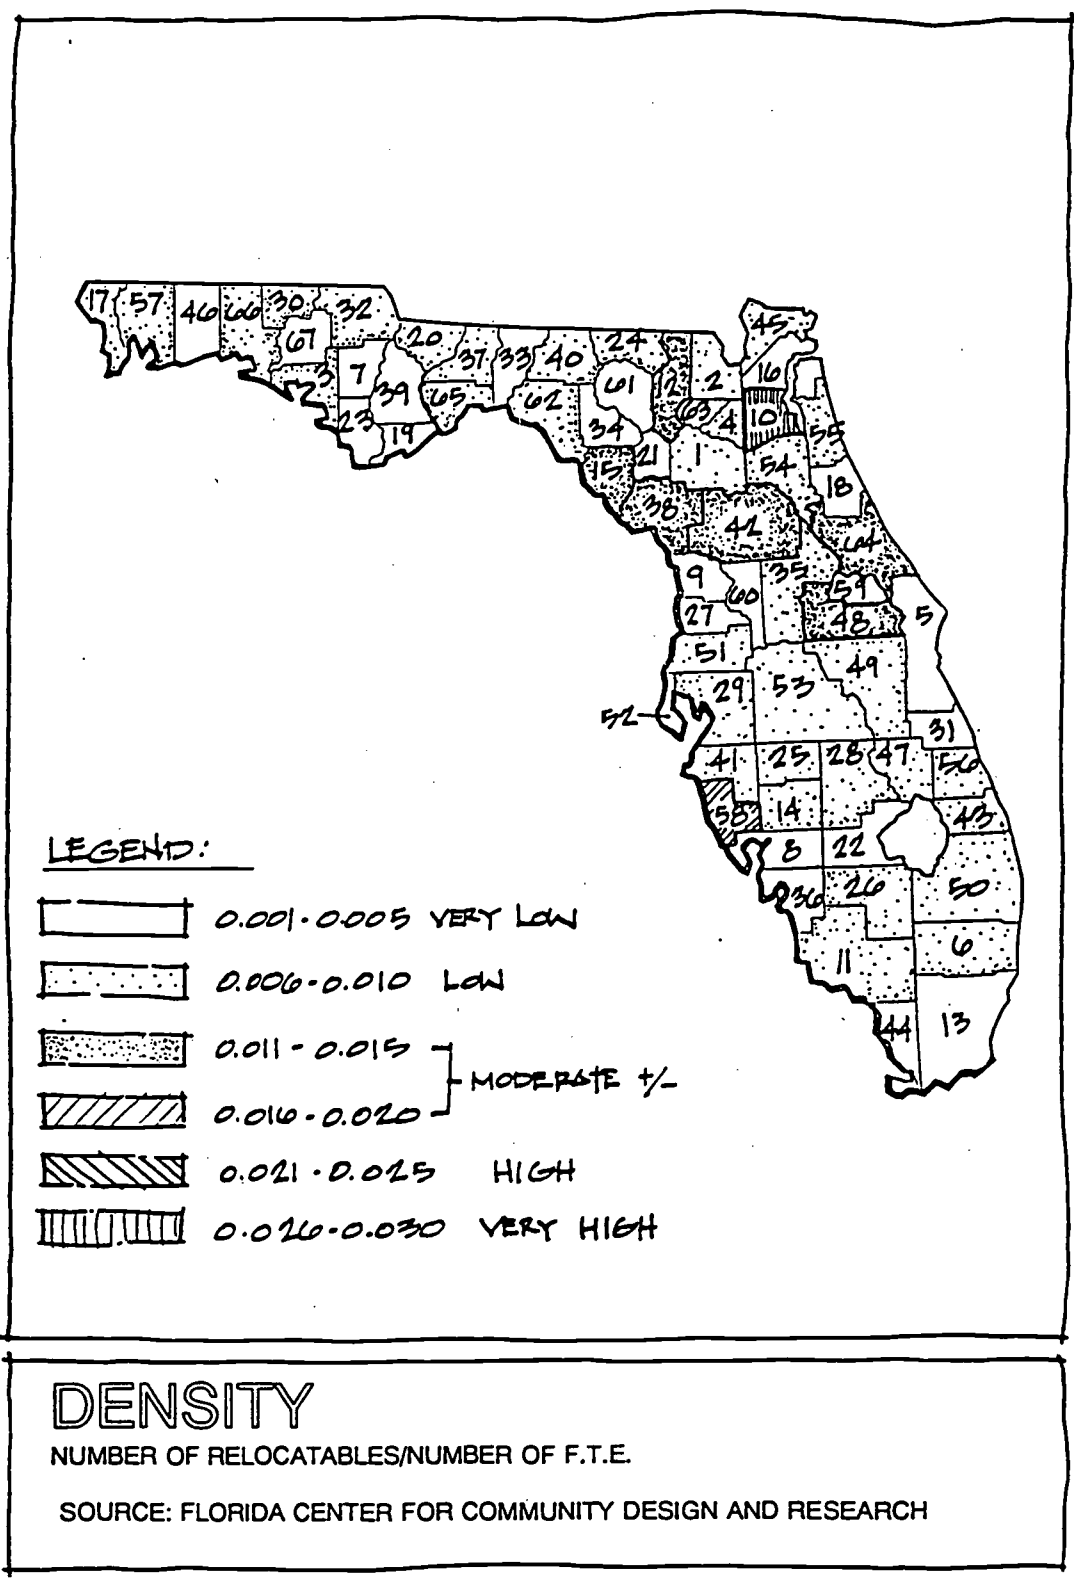 17 57 46 66 30 32
67 20 45
3 7 37 33 40 24
39 61 12 2 16
65 62 63 4 10
23 19 34 55
15 21 1 54 18
38 42 64
9 60 35 59
27 48 5
51 49
29 53
52 31
41 25 28 47 56
58 14 43
8 22
36 26 50
11 6
44 13
LEGEND:
0.001-0.005 VERY LOW
0.006-0.010 LOW
0.011-0.015
MODERATE +/-
0.016-0.020
0.021-0.025 HIGH
0.026-0.030 VERY HIGH
DENSITY
NUMBER OF RELOCATABLES/NUMBER OF F.T.E.
SOURCE: FLORIDA CENTER FOR COMMUNITY DESIGN AND RESEARCH